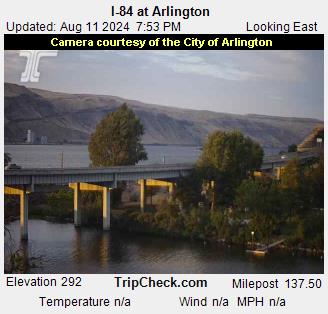 I-84 at Arlington
Updated: Aug 11 2024 7:53 PM Looking East
Camera courtesy of the City of Arlington
Elevation 292 TripCheck.com Milepost 137.50
Temperature n/a Wind n/a MPH n/a